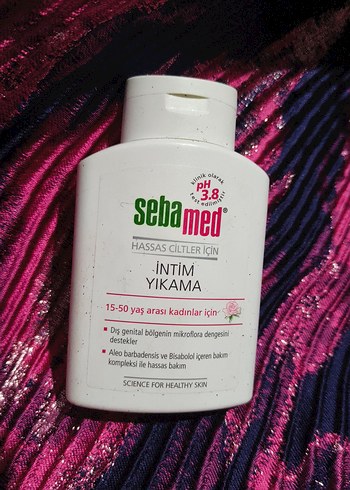 klinik olarak
pH
3.8
test edilmiştir
sebamed®
HASSAS CİLTLER İÇİN
İNTİM
YIKAMA
15-50 yaş arası kadınlar için
Dış genital bölgenin mikroflora dengesini
destekler
Aleo barbadensis ve Bisabolol içeren bakım
kompleksi ile hassas bakım
SCIENCE FOR HEALTHY SKIN